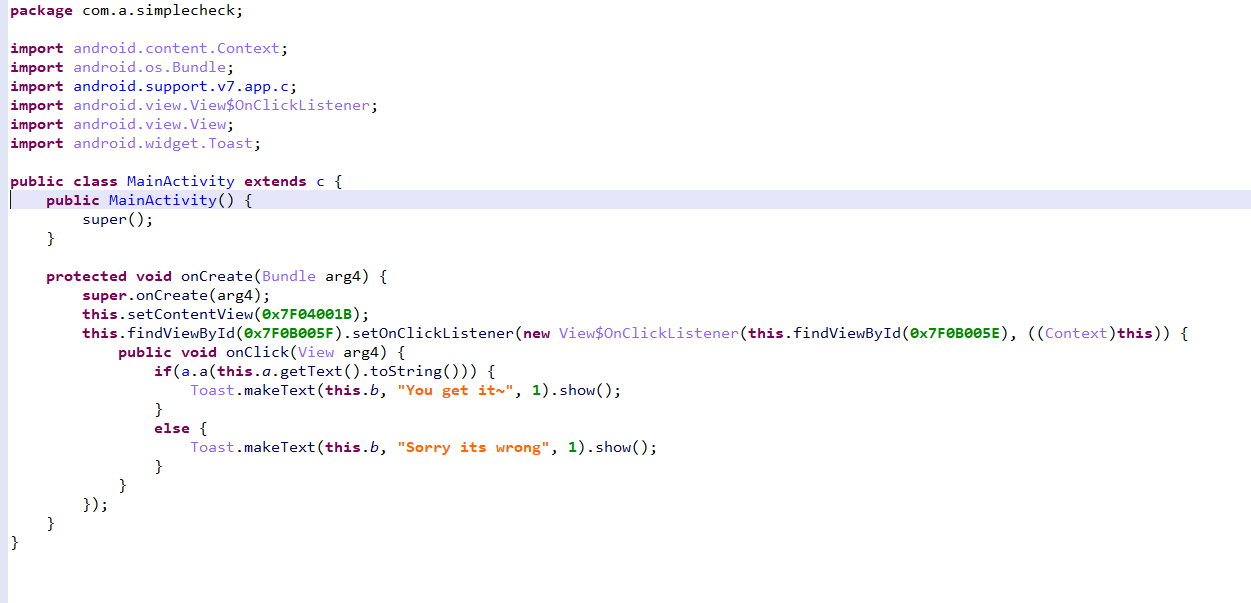 package com.a.simplecheck;
import android.content.Context;
import android.os.Bundle;
import android.support.v7.app.c;
import android.view.View$OnClickListener;
import android.view.View;
import android.widget.Toast;
public class MainActivity extends c {
    public MainActivity() {
        super();
    }
    protected void onCreate(Bundle arg4) {
        super.onCreate(arg4);
        this.setContentView(0x7F04001B);
        this.findViewById(0x7F0B005F).setOnClickListener(new View$OnClickListener(this.findViewById(0x7F0B005E), ((Context)this)) {
            public void onClick(View arg4) {
                if(a.a(this.a.getText().toString())) {
                    Toast.makeText(this.b, "You get it~", 1).show();
                }
                else {
                    Toast.makeText(this.b, "Sorry its wrong", 1).show();
                }
            }
        });
    }
}